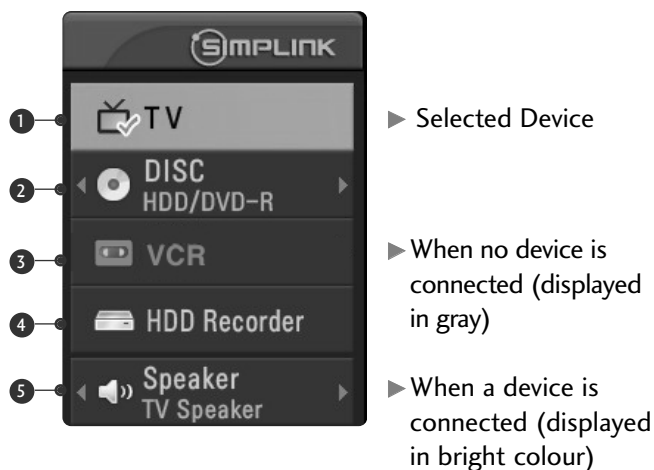 SIMPLINK
1 TV
▶ Selected Device
2 DISC
HDD/DVD-R
3 VCR
▶ When no device is
connected (displayed
in gray)
4 HDD Recorder
5 Speaker
TV Speaker
▶ When a device is
connected (displayed
in bright colour)